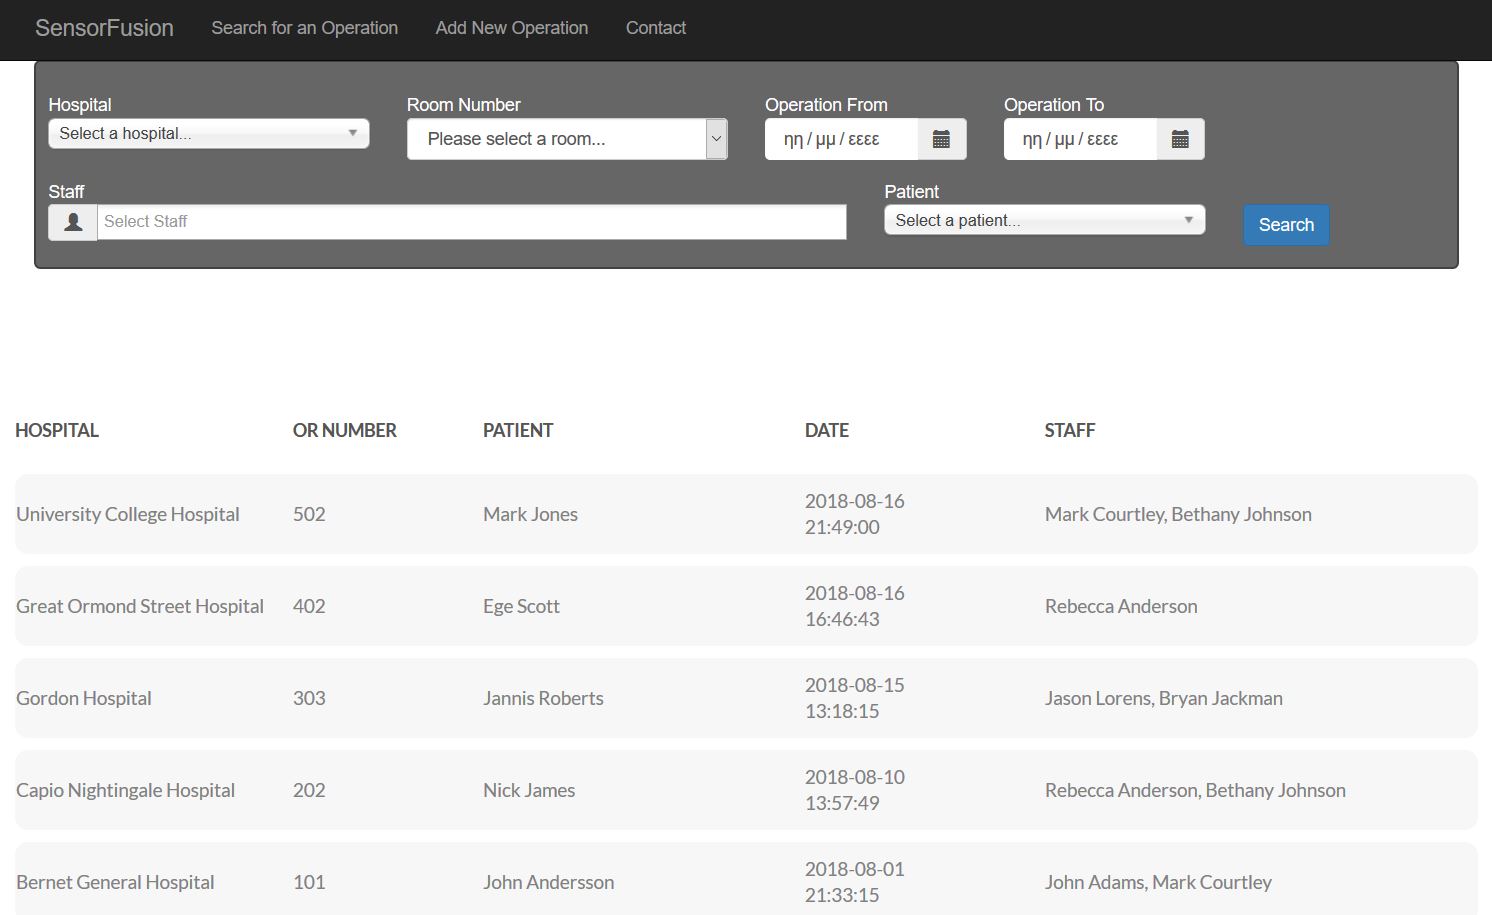 SensorFusion Search for an Operation Add New Operation Contact
Hospital Room Number Operation From Operation To
Select a hospital... Please select a room... ηη / μμ / εεεε ηη / μμ / εεεε
Staff Patient
Select Staff Select a patient... Search
HOSPITAL OR NUMBER PATIENT DATE STAFF
University College Hospital 502 Mark Jones 2018-08-16 21:49:00 Mark Courtley, Bethany Johnson
Great Ormond Street Hospital 402 Ege Scott 2018-08-16 16:46:43 Rebecca Anderson
Gordon Hospital 303 Jannis Roberts 2018-08-15 13:18:15 Jason Lorens, Bryan Jackman
Capio Nightingale Hospital 202 Nick James 2018-08-10 13:57:49 Rebecca Anderson, Bethany Johnson
Bernet General Hospital 101 John Andersson 2018-08-01 21:33:15 John Adams, Mark Courtley